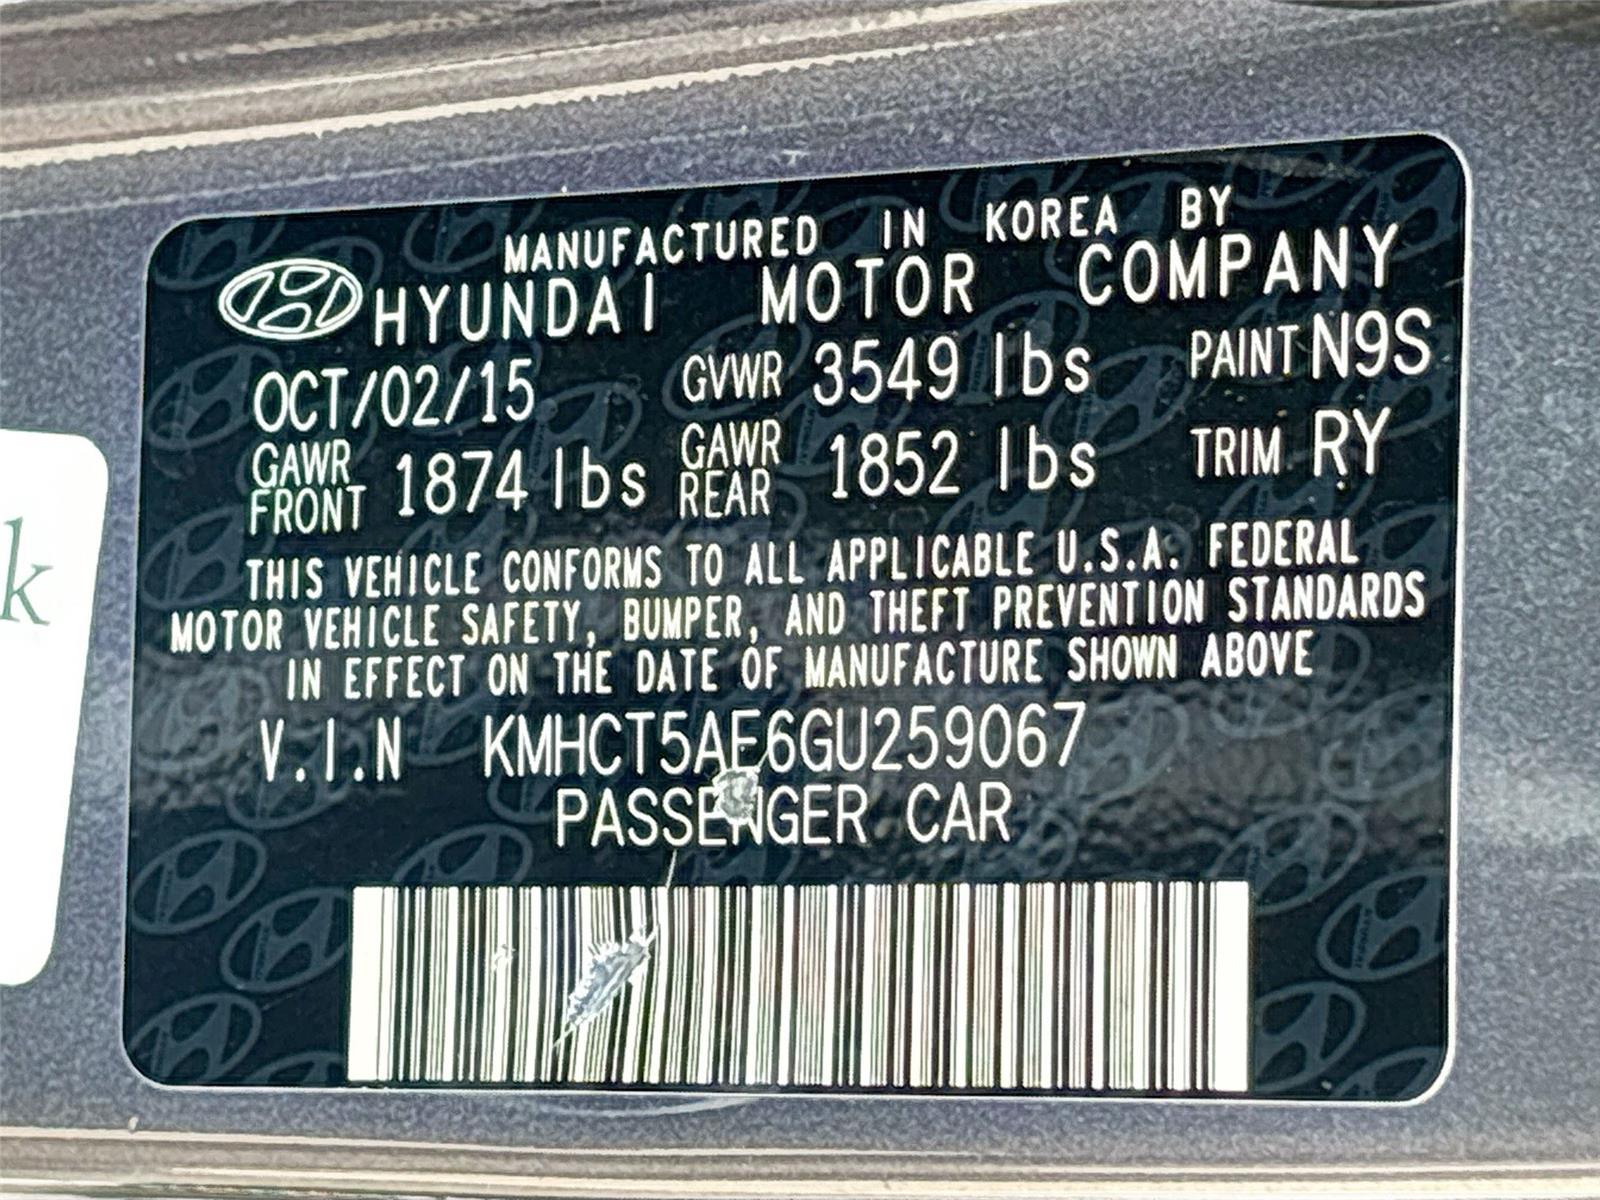 MANUFACTURED IN KOREA BY
HYUNDAI MOTOR COMPANY
OCT/02/15 GVWR 3549 lbs PAINT N9S
GAWR FRONT 1874 lbs GAWR REAR 1852 lbs TRIM RY
THIS VEHICLE CONFORMS TO ALL APPLICABLE U.S.A. FEDERAL
MOTOR VEHICLE SAFETY, BUMPER, AND THEFT PREVENTION STANDARDS
IN EFFECT ON THE DATE OF MANUFACTURE SHOWN ABOVE
V.I.N KMHCT5AE6GU259067
PASSENGER CAR
k